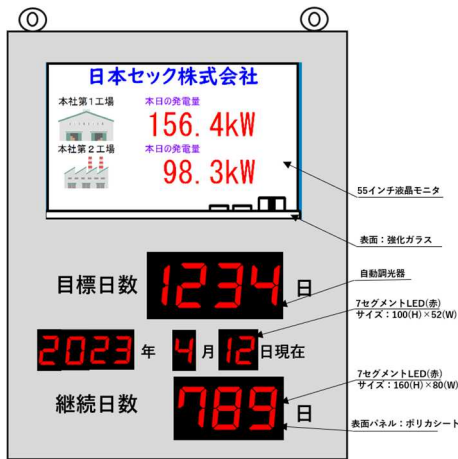 日本セック株式会社
本社第1工場
本日の発電量
156.4kW
本社第2工場
本日の発電量
98.3kW
55インチ液晶モニタ
表面：強化ガラス
自動調光器
目標日数 1234 日
7セグメントLED(赤)
サイズ：100(H)×52(W)
2023 年 4 月 12 日現在
7セグメントLED(赤)
サイズ：160(H)×80(W)
継続日数 789 日
表面パネル：ポリカシート